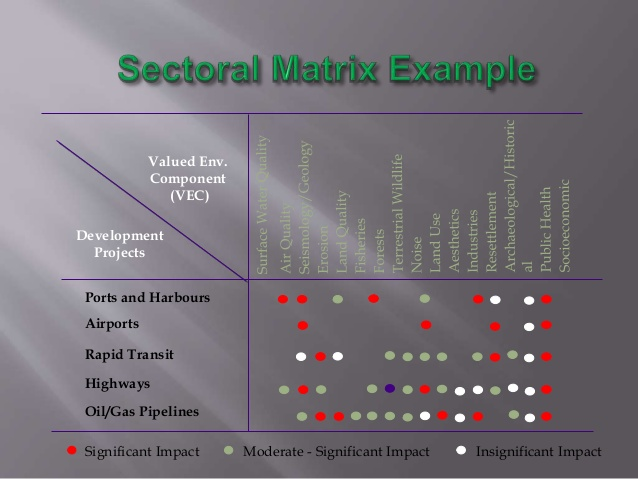 Sectoral Matrix Example
Valued Env.
Component
(VEC)
Development
Projects
Surface Water Quality
Air Quality
Seismology/Geology
Erosion
Land Quality
Fisheries
Forests
Terrestrial Wildlife
Noise
Land Use
Aesthetics
Industries
Resettlement
Archaeological/Historic
al
Public Health
Socioeconomic
Ports and Harbours
Airports
Rapid Transit
Highways
Oil/Gas Pipelines
Significant Impact
Moderate - Significant Impact
Insignificant Impact